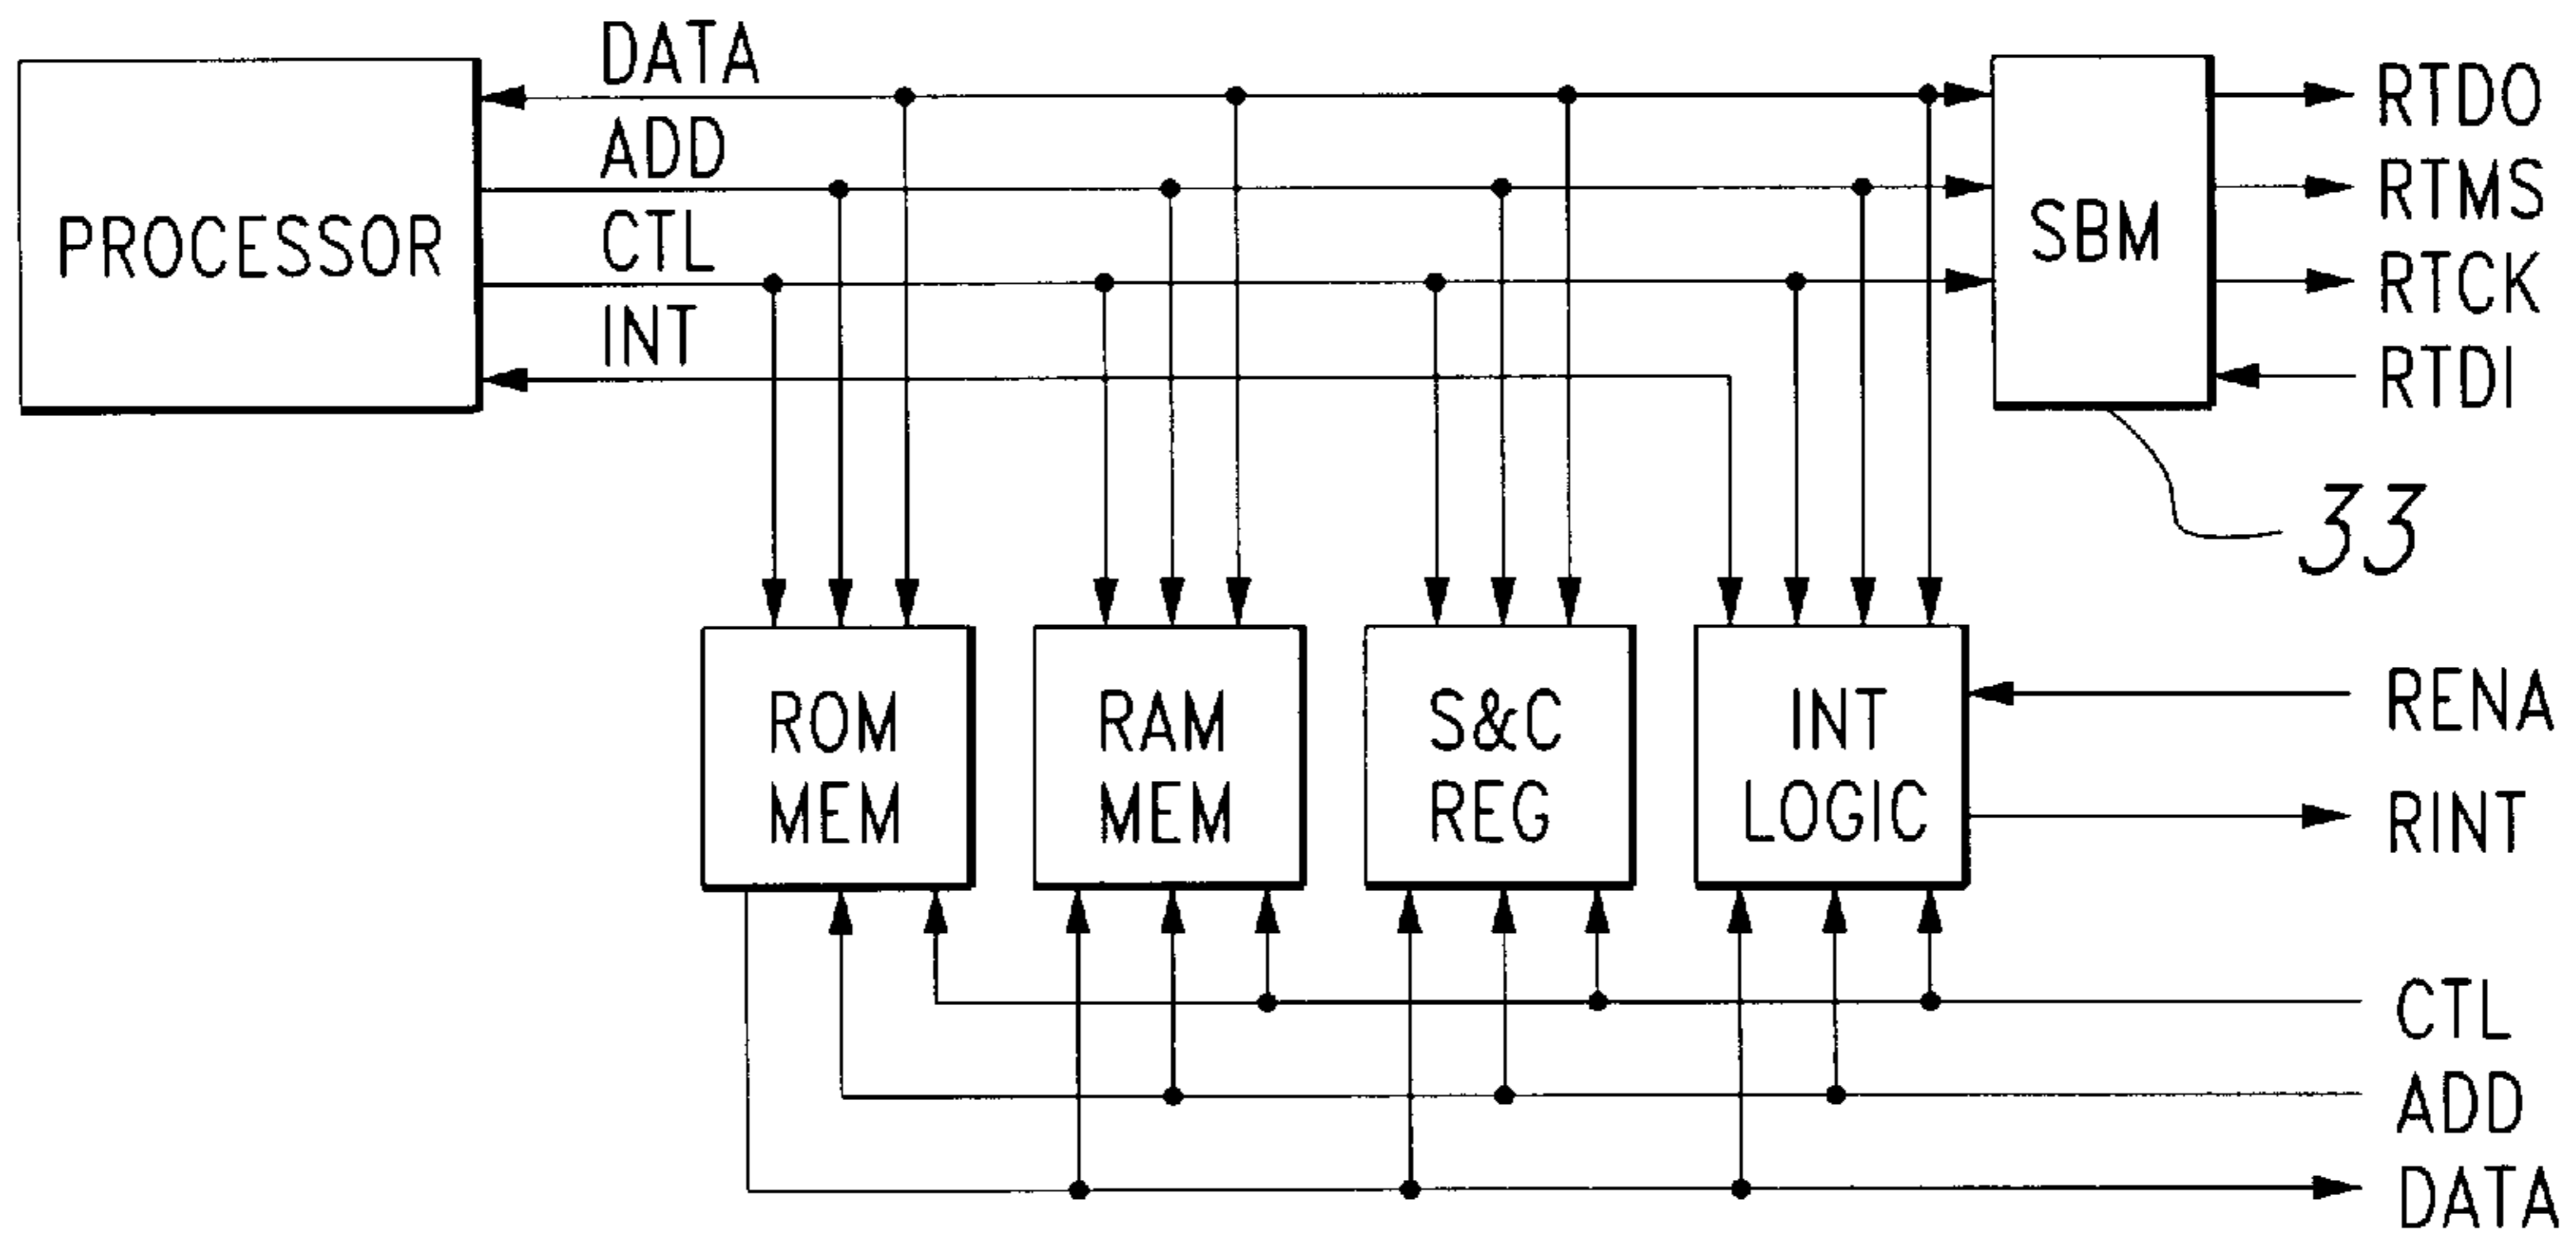 DATA
ADD
CTL
INT
PROCESSOR
SBM
RTDO
RTMS
RTCK
RTDI
33
ROM
MEM
RAM
MEM
S&C
REG
INT
LOGIC
RENA
RINT
CTL
ADD
DATA